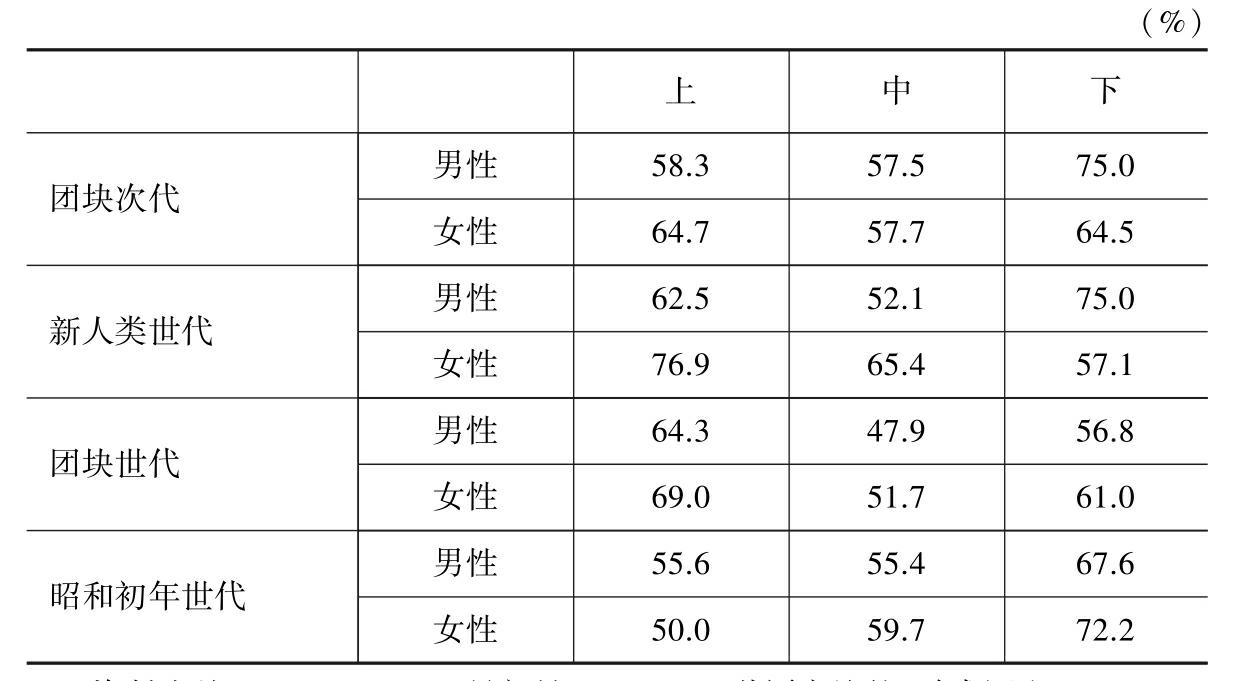 (%)
上 中 下
团块次代 男性 58.3 57.5 75.0
女性 64.7 57.7 64.5
新人类世代 男性 62.5 52.1 75.0
女性 76.9 65.4 57.1
团块世代 男性 64.3 47.9 56.8
女性 69.0 51.7 61.0
昭和初年世代 男性 55.6 55.4 67.6
女性 50.0 59.7 72.2